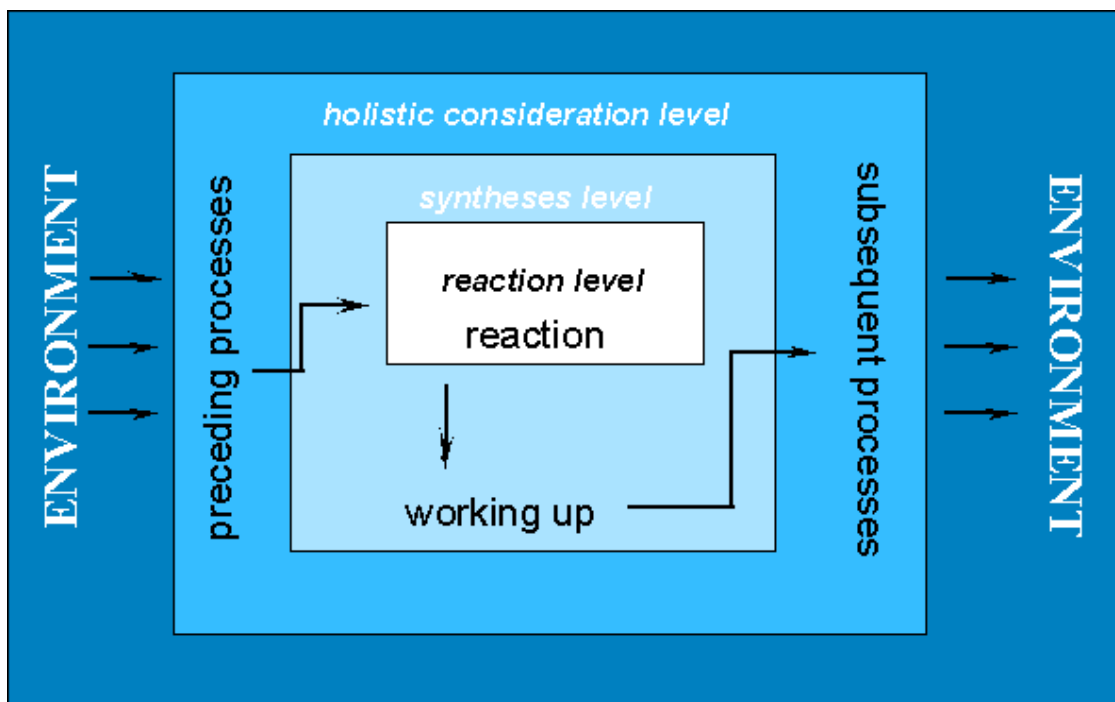 holistic consideration level
syntheses level
reaction level
reaction
working up
ENVIRONMENT
preceding processes
subsequent processes
ENVIRONMENT